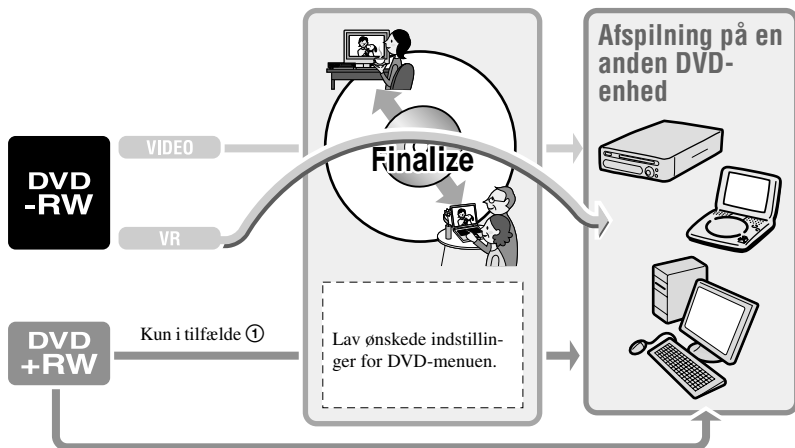 Afspilning på en
anden DVD-
enhed
DVD
-RW
VIDEO
VR
Finalize
DVD
+RW
Kun i tilfælde ①
Lav ønskede indstillin-
ger for DVD-menuen.